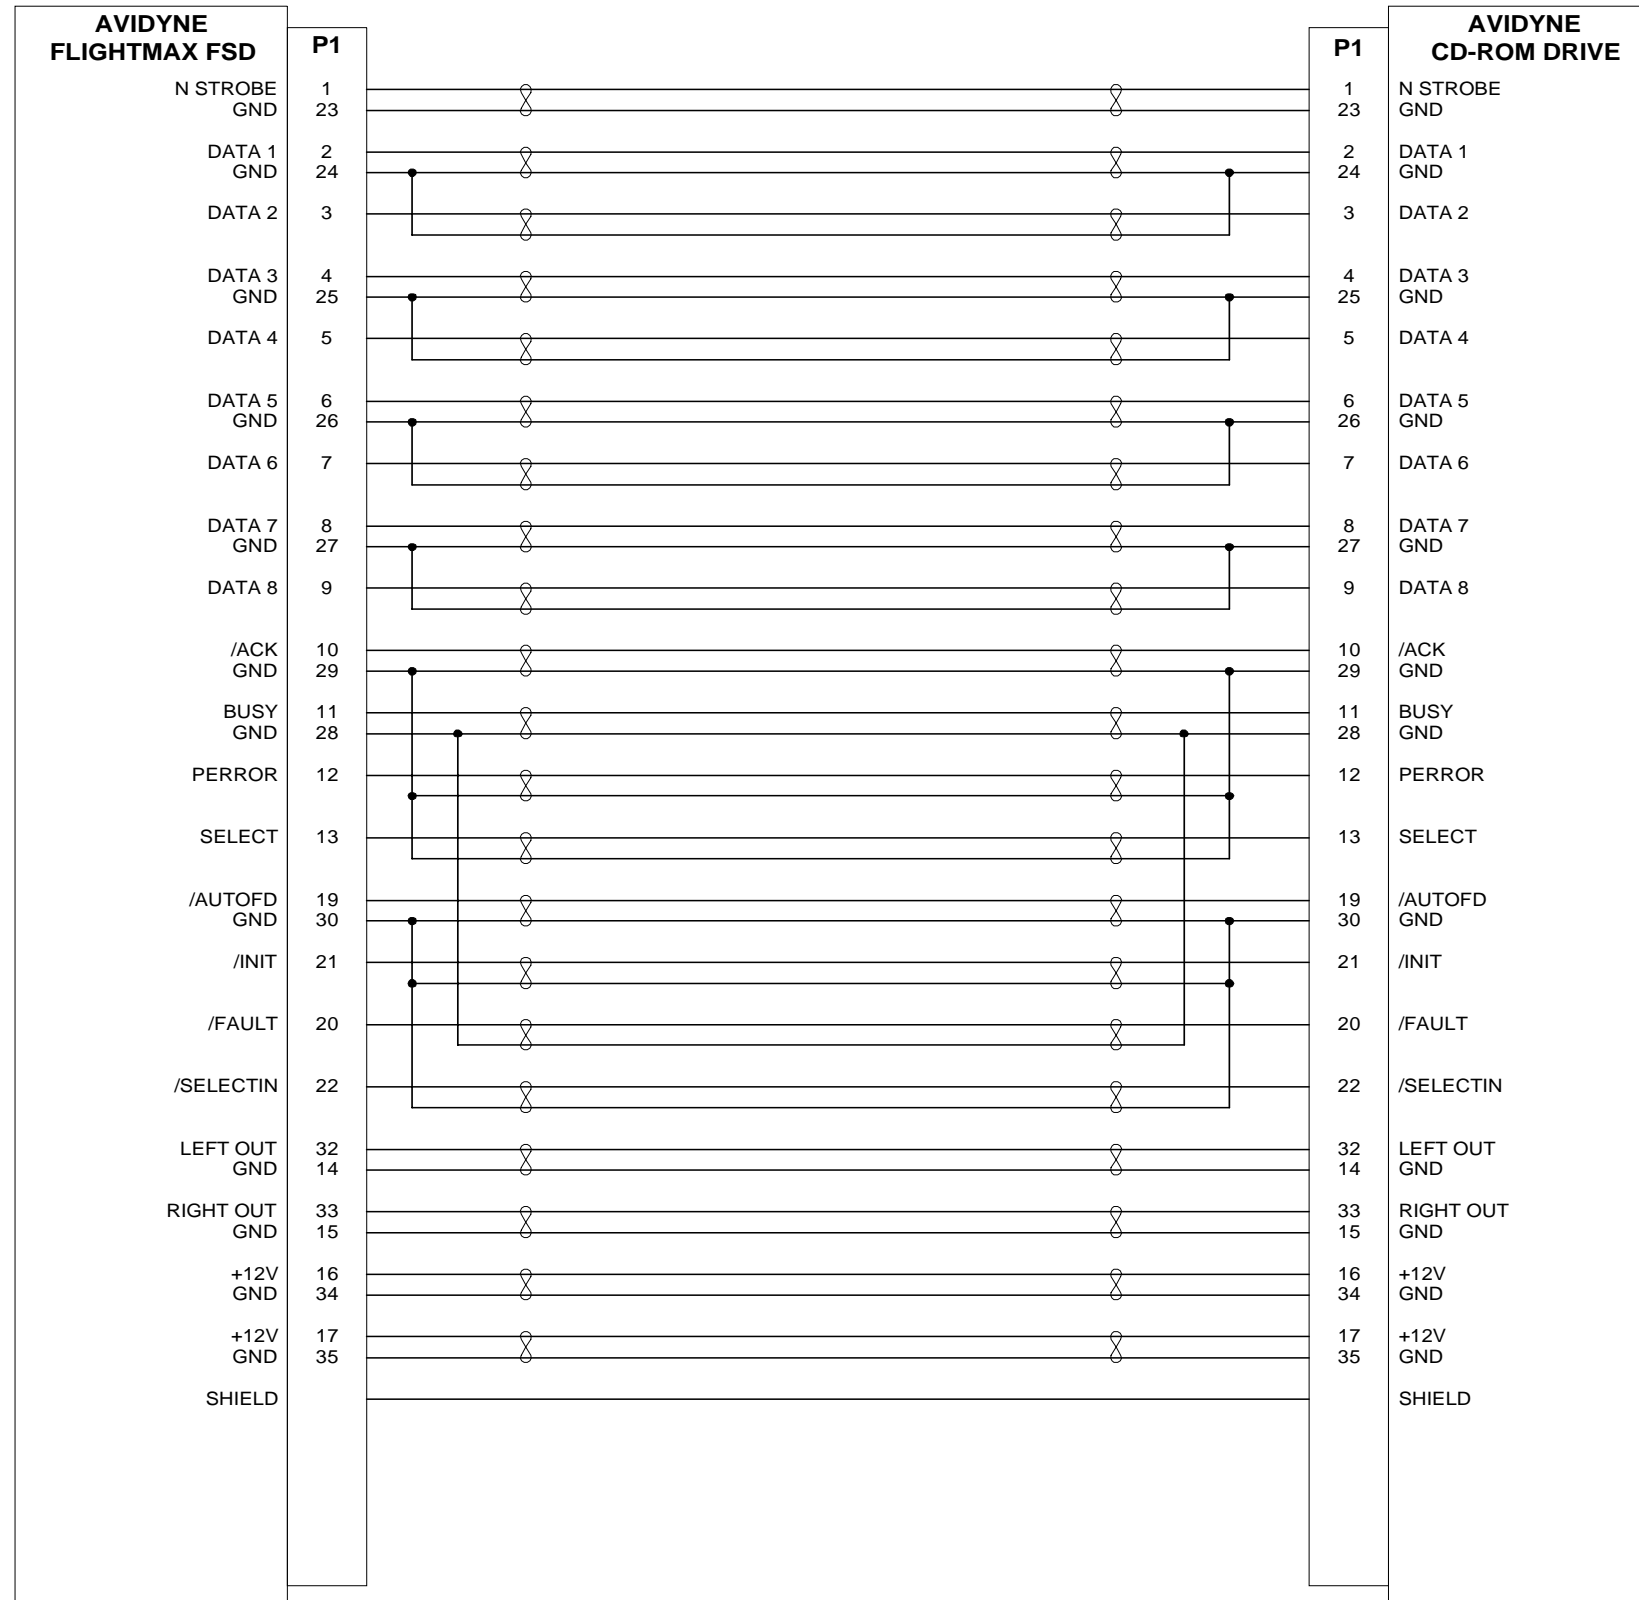 AVIDYNE
FLIGHTMAX FSD
P1
P1
AVIDYNE
CD-ROM DRIVE
N STROBE 1 1 N STROBE
GND 23 23 GND
DATA 1 2 2 DATA 1
GND 24 24 GND
DATA 2 3 3 DATA 2
DATA 3 4 4 DATA 3
GND 25 25 GND
DATA 4 5 5 DATA 4
DATA 5 6 6 DATA 5
GND 26 26 GND
DATA 6 7 7 DATA 6
DATA 7 8 8 DATA 7
GND 27 27 GND
DATA 8 9 9 DATA 8
/ACK 10 10 /ACK
GND 29 29 GND
BUSY 11 11 BUSY
GND 28 28 GND
PERROR 12 12 PERROR
SELECT 13 13 SELECT
/AUTOFD 19 19 /AUTOFD
GND 30 30 GND
/INIT 21 21 /INIT
/FAULT 20 20 /FAULT
/SELECTIN 22 22 /SELECTIN
LEFT OUT 32 32 LEFT OUT
GND 14 14 GND
RIGHT OUT 33 33 RIGHT OUT
GND 15 15 GND
+12V 16 16 +12V
GND 34 34 GND
+12V 17 17 +12V
GND 35 35 GND
SHIELD SHIELD